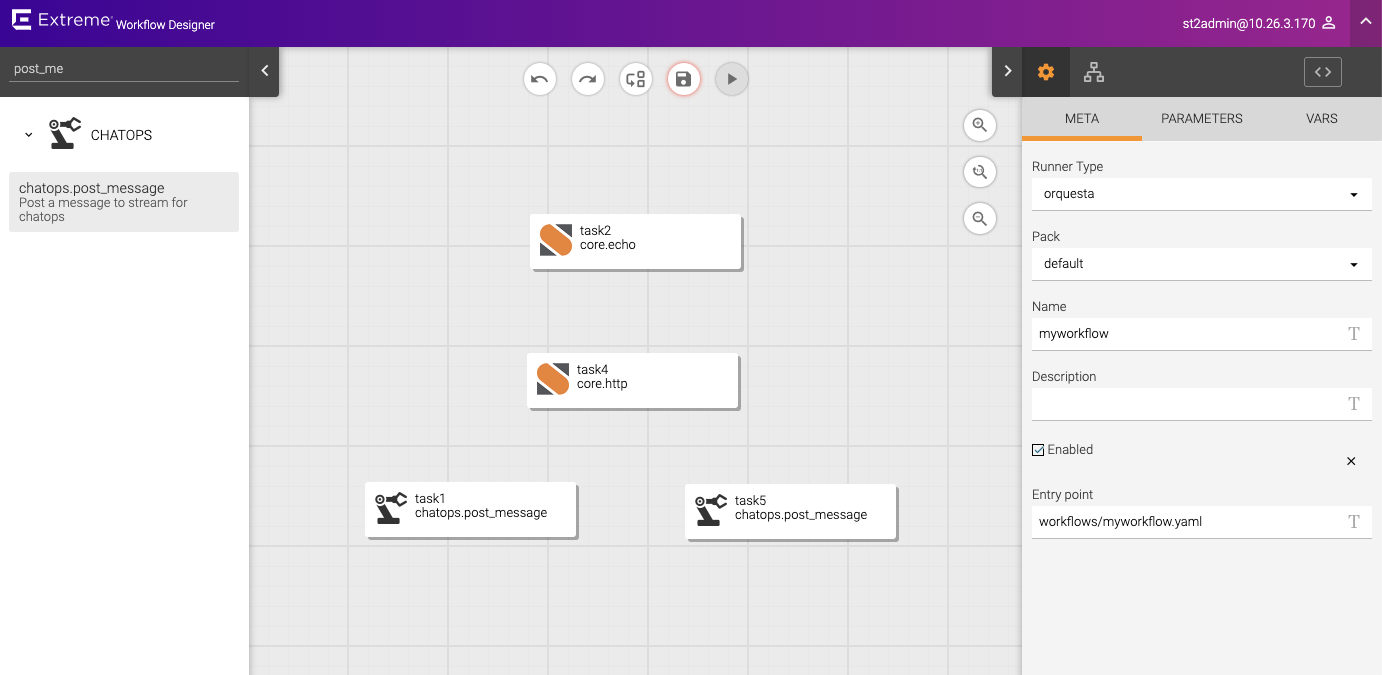 Extreme Workflow Designer
st2admin@10.26.3.170
post_me
CHATOPS
chatops.post_message
Post a message to stream for
chatops
task2
core.echo
task4
core.http
task1
chatops.post_message
task5
chatops.post_message
META PARAMETERS VARS
Runner Type
orquesta
Pack
default
Name
myworkflow
Description
Enabled
Entry point
workflows/myworkflow.yaml